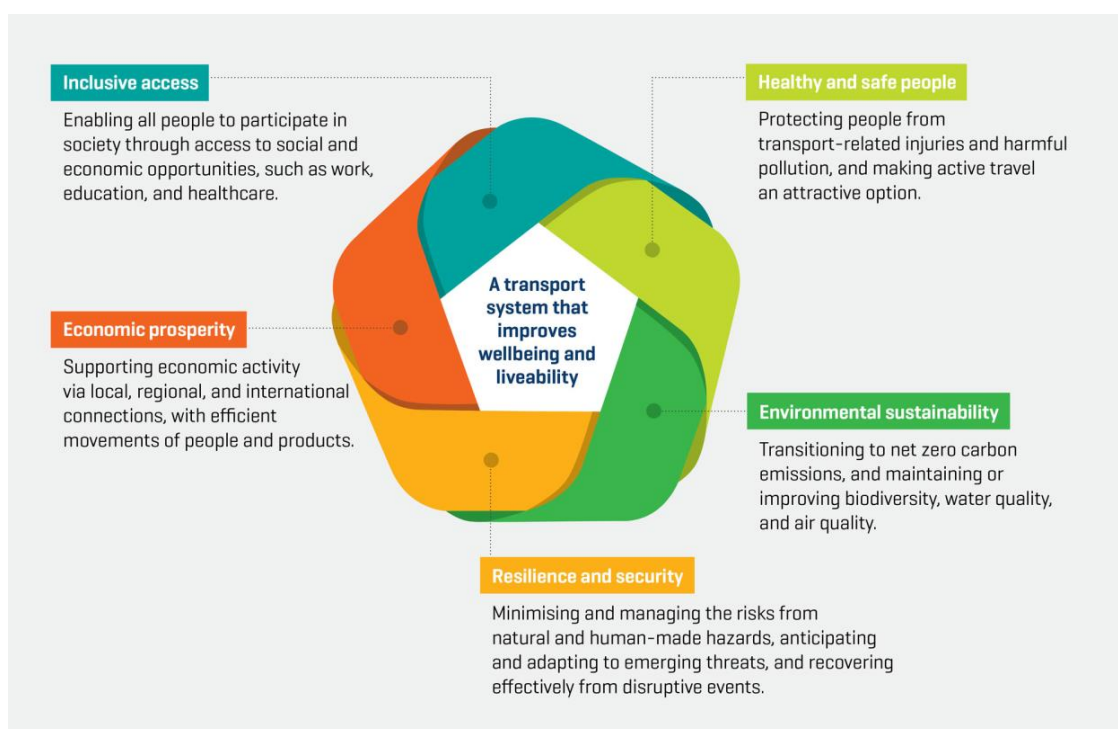 Inclusive access
Enabling all people to participate in
society through access to social and
economic opportunities, such as work,
education, and healthcare.
Healthy and safe people
Protecting people from
transport-related injuries and harmful
pollution, and making active travel
an attractive option.
A transport
system that
improves
wellbeing and
liveability
Economic prosperity
Supporting economic activity
via local, regional, and international
connections, with efficient
movements of people and products.
Environmental sustainability
Transitioning to net zero carbon
emissions, and maintaining or
improving biodiversity, water quality,
and air quality.
Resilience and security
Minimising and managing the risks from
natural and human-made hazards, anticipating
and adapting to emerging threats, and recovering
effectively from disruptive events.